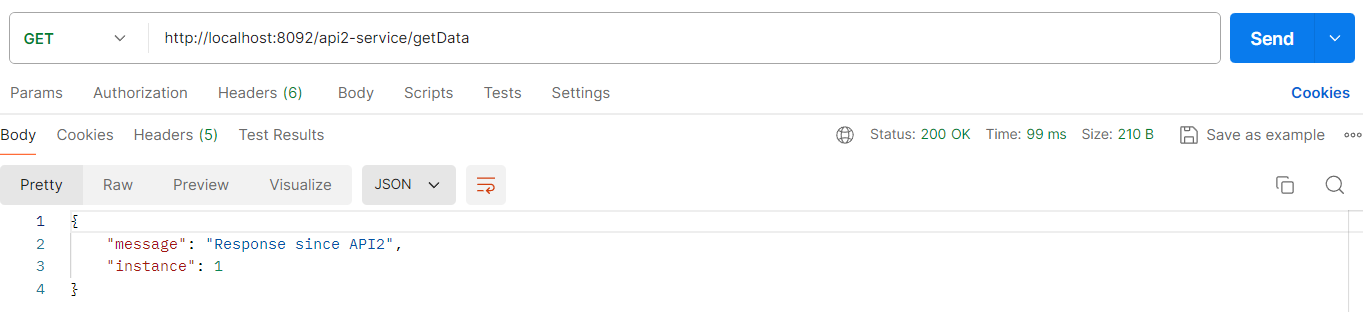 GET http://localhost:8092/api2-service/getData Send
Params Authorization Headers (6) Body Scripts Tests Settings Cookies
Body Cookies Headers (5) Test Results Status: 200 OK Time: 99 ms Size: 210 B Save as example
Pretty Raw Preview Visualize JSON
1 {
2 "message": "Response since API2",
3 "instance": 1
4 }